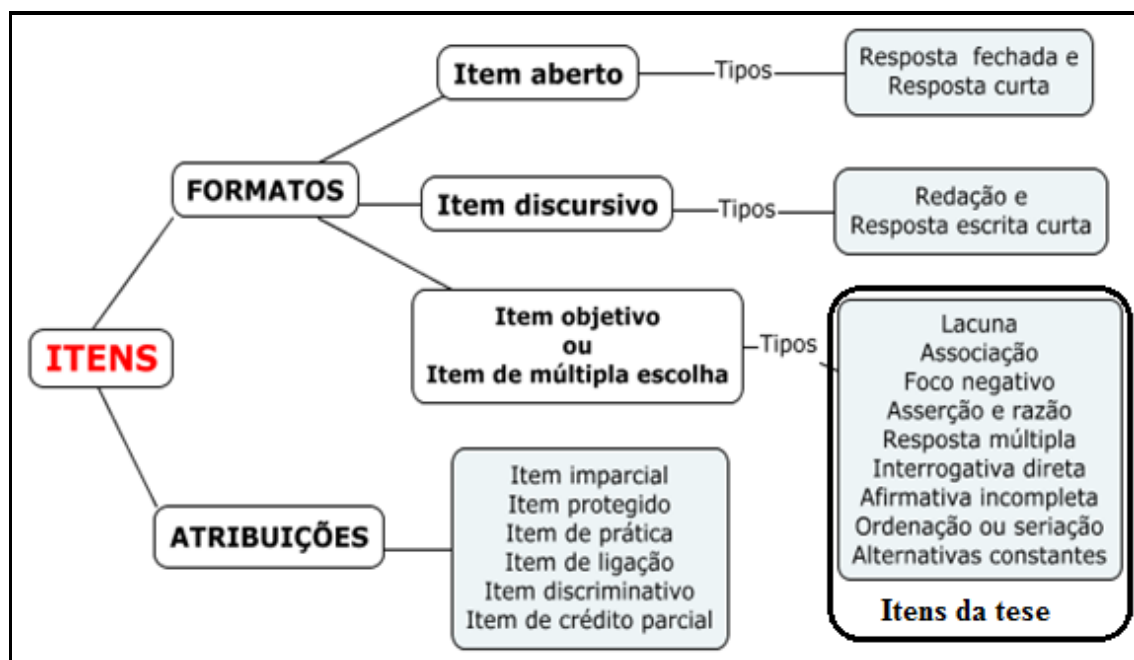 ITENS
FORMATOS
Item aberto
Tipos
Resposta fechada e
Resposta curta
Item discursivo
Tipos
Redação e
Resposta escrita curta
Item objetivo
ou
Item de múltipla escolha
Tipos
Lacuna
Associação
Foco negativo
Asserção e razão
Resposta múltipla
Interrogativa direta
Afirmativa incompleta
Ordenação ou seriação
Alternativas constantes
Itens da tese
ATRIBUIÇÕES
Item imparcial
Item protegido
Item de prática
Item de ligação
Item discriminativo
Item de crédito parcial